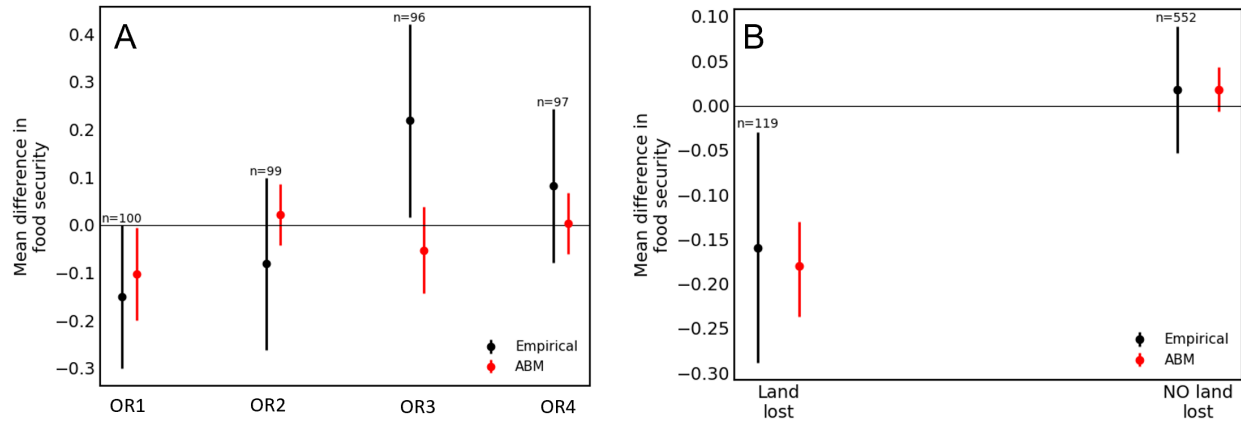 A
Mean difference in
food security
0.4
0.3
0.2
0.1
0.0
−0.1
−0.2
−0.3
n=100
n=99
n=96
n=97
Empirical
ABM
OR1 OR2 OR3 OR4
B
Mean difference in
food security
0.10
0.05
0.00
−0.05
−0.10
−0.15
−0.20
−0.25
−0.30
n=119
n=552
Empirical
ABM
Land
lost
NO land
lost